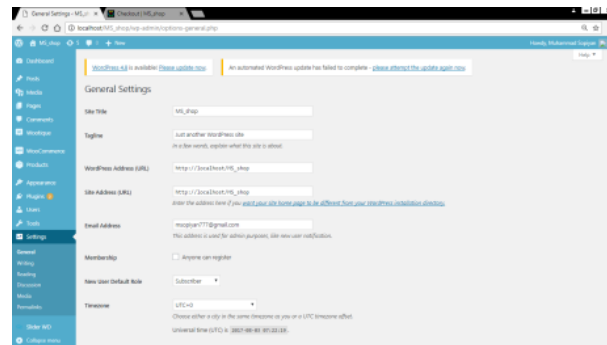 General Settings - MS_s
Checkout | MS_shop
localhost/MS_shop/wp-admin/options-general.php
MS_shop
1
1
+ New
Howdy, Muhammad Sopiyan
Help
WordPress 4.8 is available! Please update now.
An automated WordPress update has failed to complete - please attempt the update again now.
Dashboard
Posts
Media
Pages
Comments
Wootique
WooCommerce
Products
Appearance
Plugins
Users
Tools
Settings
General
Writing
Reading
Discussion
Media
Permalinks
Slider WD
Collapse menu
General Settings
Site Title
MS_shop
Tagline
Just another WordPress site
In a few words, explain what this site is about.
WordPress Address (URL)
http://localhost/MS_shop
Site Address (URL)
http://localhost/MS_shop
Enter the address here if you want your site home page to be different from your WordPress installation directory.
Email Address
This address is used for admin purposes, like new user notification.
Membership
Anyone can register
New User Default Role
Subscriber
Timezone
UTC+0
Choose either a city in the same timezone as you or a UTC timezone offset.
Universal time (UTC) is